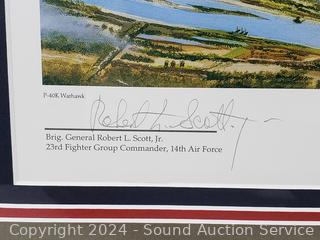 P-40K Warhawk
Robert L. Scott, Jr.
Brig. General Robert L. Scott, Jr.
23rd Fighter Group Commander, 14th Air Force
Copyright © 2024 - Sound Auction Service